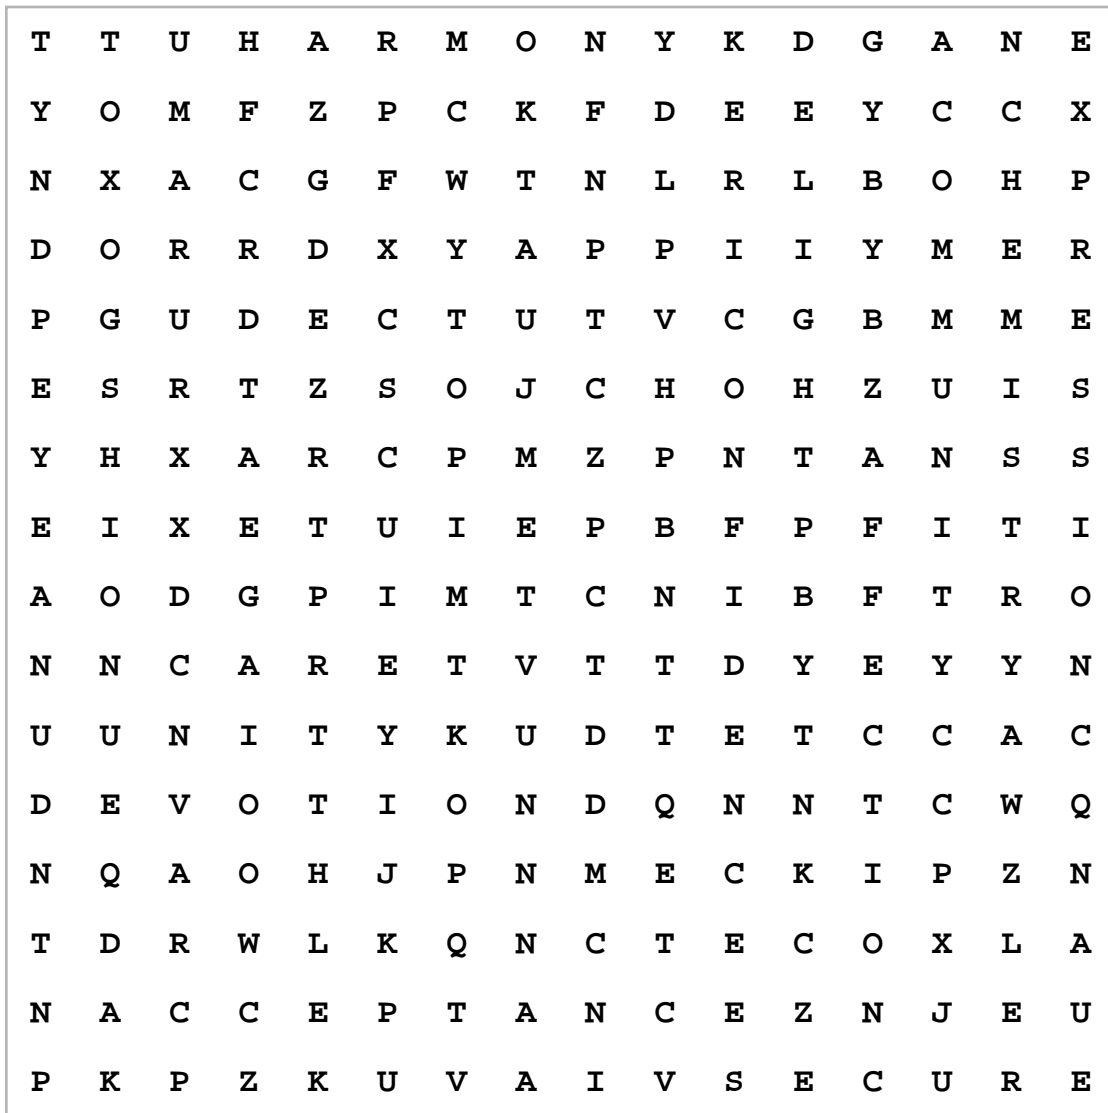 T T U H A R M O N Y K D G A N E
Y O M F Z P C K F D E E Y C C X
N X A C G F W T N L R L B O H P
D O R R D X Y A P P I I Y M E R
P G U D E C T U T V C G B M M E
E S R T Z S O J C H O H Z U I S
Y H X A R C P M Z P N T A N S S
E I X E T U I E P B F P F I T I
A O D G P I M T C N I B F T R O
N N C A R E T V T T D Y E Y Y N
U U N I T Y K U D T E T C C A C
D E V O T I O N D Q N N T C W Q
N Q A O H J P N M E C K I P Z N
T D R W L K Q N C T E C O X L A
N A C C E P T A N C E Z N J E U
P K P Z K U V A I V S E C U R E